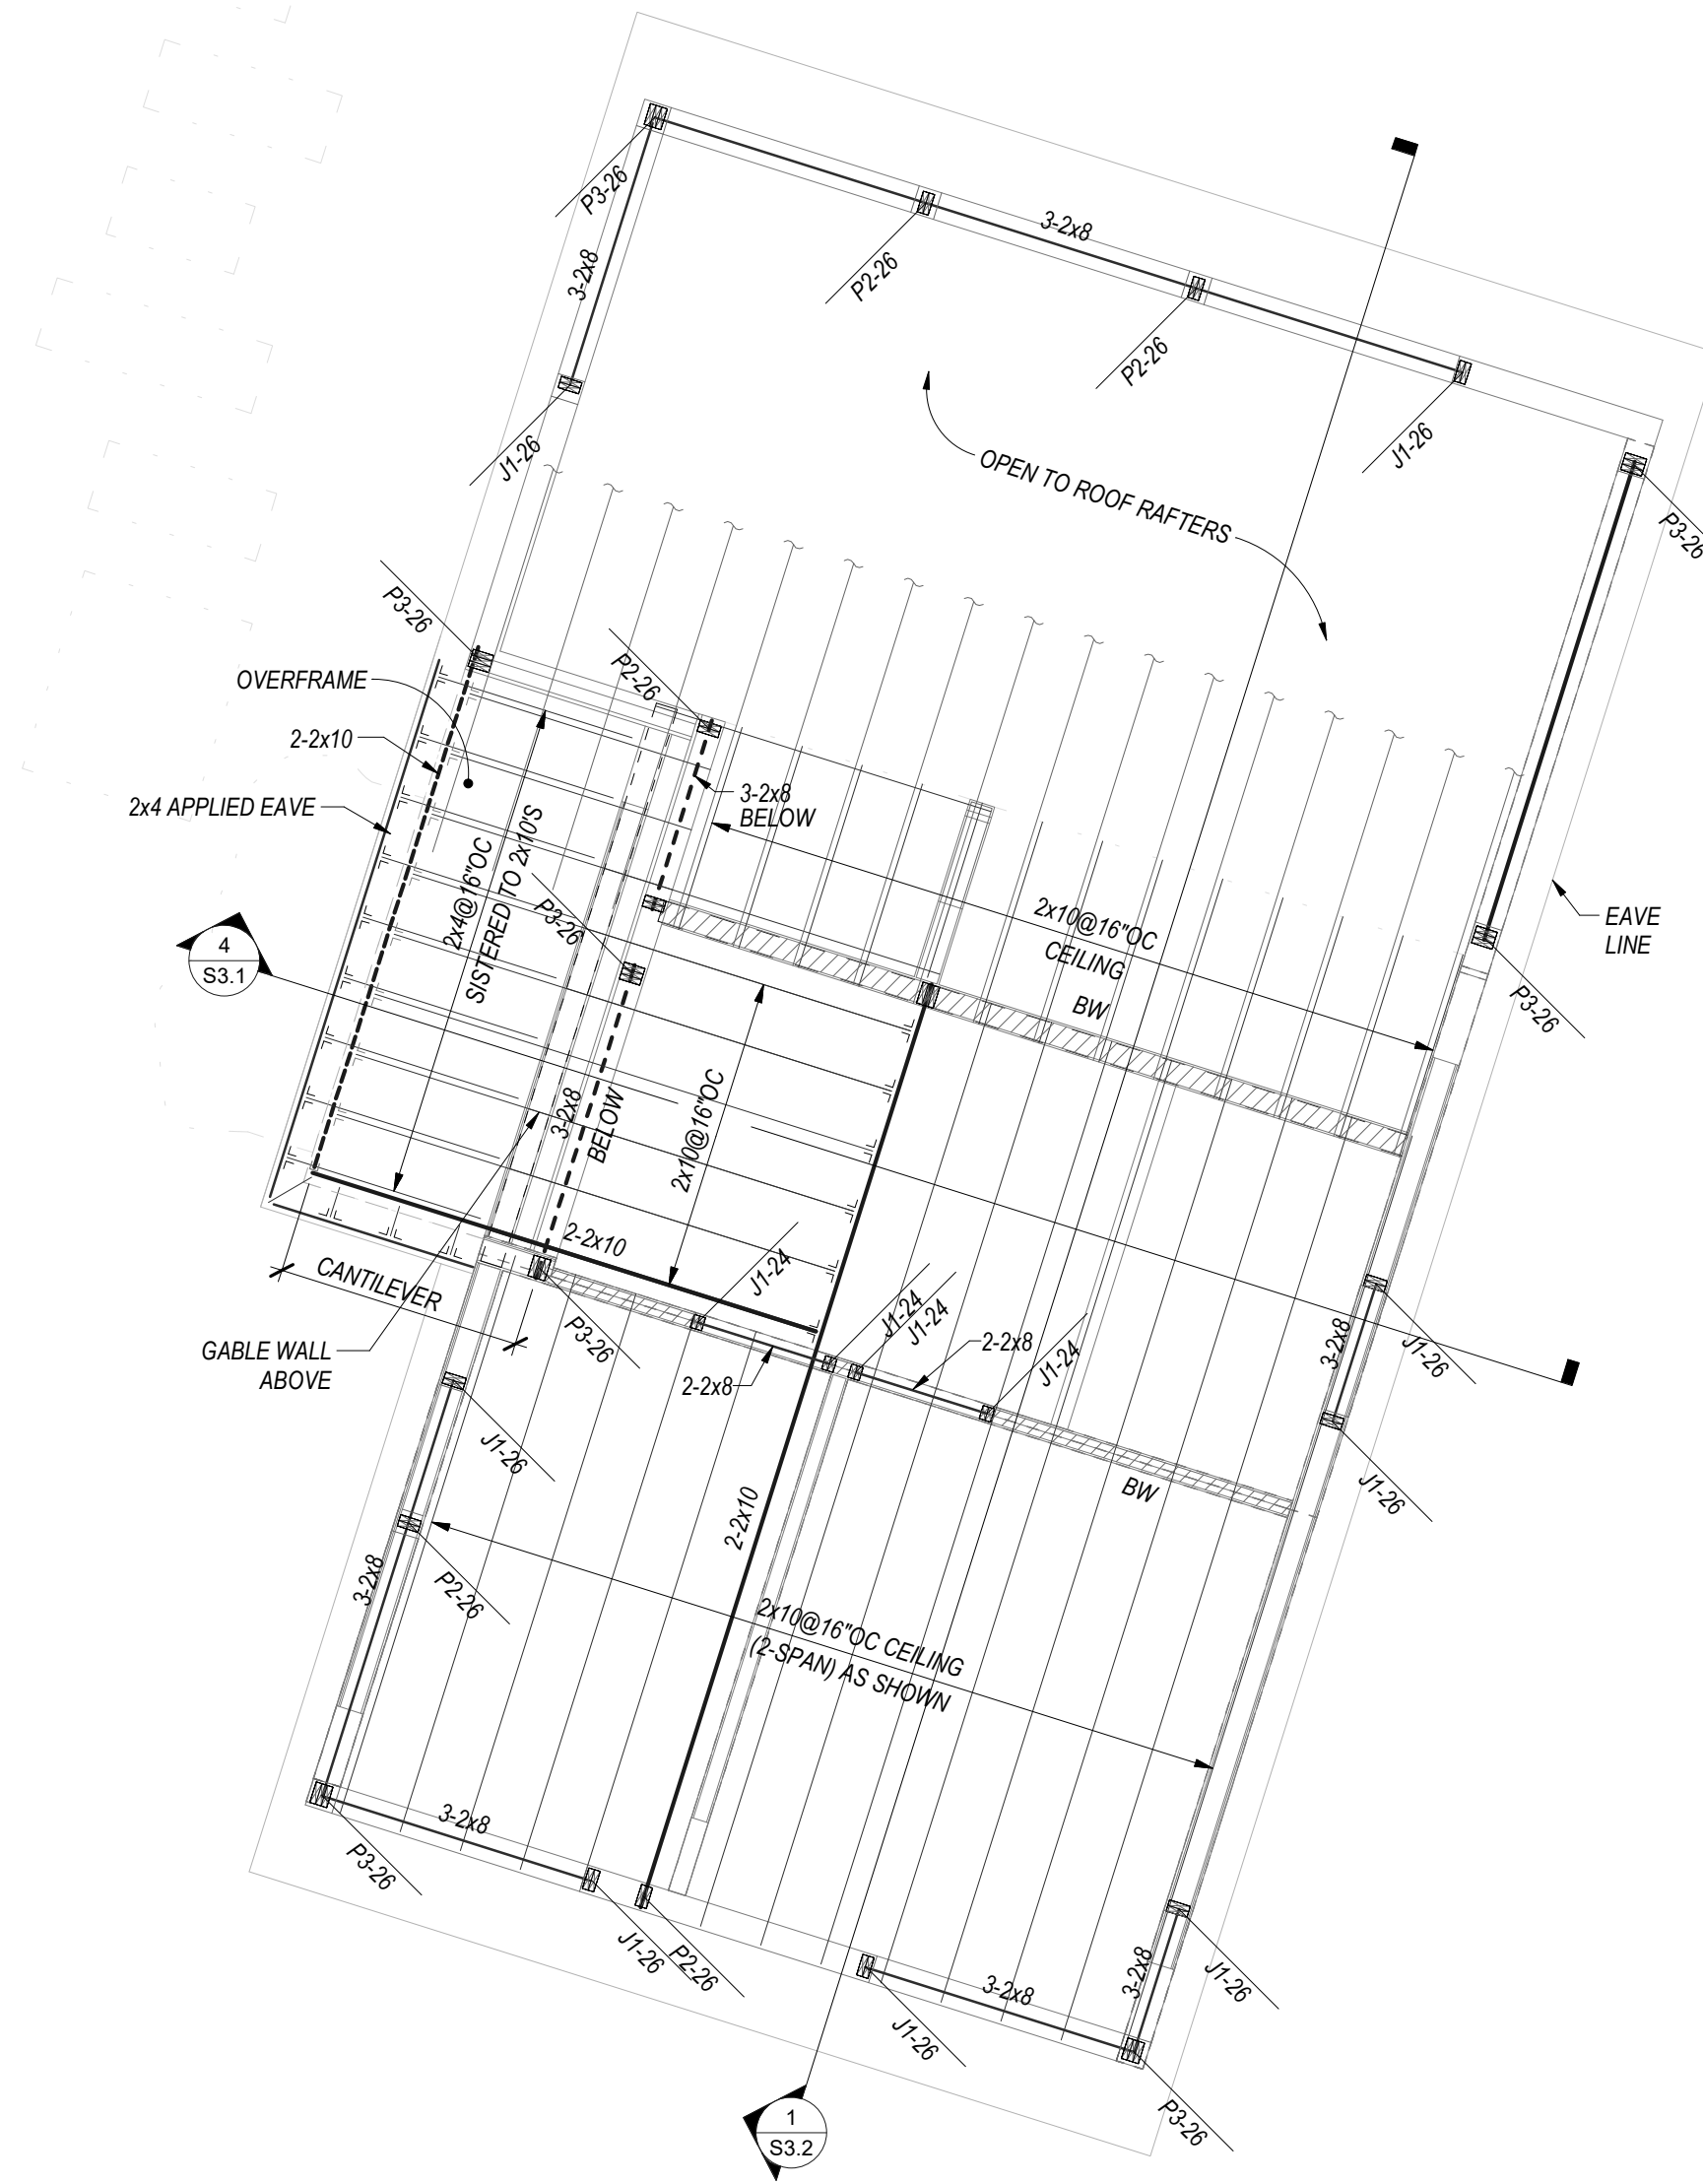 P3-26
3-2x8
P2-26
3-2x8
P2-26
J1-26
J1-26
OPEN TO ROOF RAFTERS
P3-26
P3-26
P2-26
OVERFRAME
2-2x10
2x4 APPLIED EAVE
3-2x8
BELOW
2x4@16"OC
SISTERED TO 2x10'S
P3-26
2x10@16"OC
CEILING
BW
EAVE
LINE
P3-26
4
S3.1
3-2x8
BELOW
2x10@16"OC
2-2x10
CANTILEVER
J1-24
J1-24
J1-24
2-2x8
J1-24
3-2x8
J1-26
GABLE WALL
ABOVE
P3-26
2-2x8
J1-26
J1-26
BW
2-2x10
3-2x8
P2-26
2x10@16"OC CEILING
(2-SPAN) AS SHOWN
3-2x8
P3-26
J1-26
P2-26
3-2x8
3-2x8
J1-26
J1-26
P3-26
1
S3.2